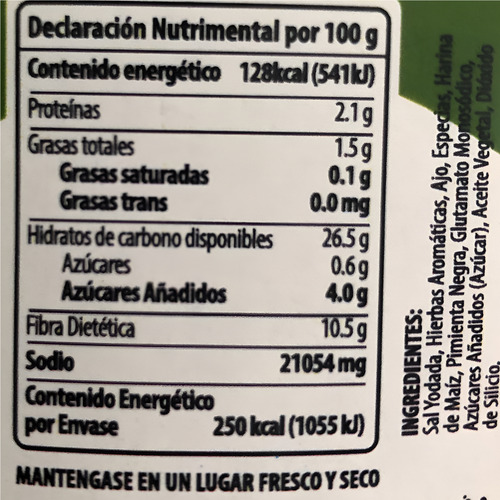 Declaración Nutrimental por 100 g
Contenido energético 128kcal (541kJ)
Proteínas 2.1 g
Grasas totales 1.5 g
Grasas saturadas 0.1 g
Grasas trans 0.0 mg
Hidratos de carbono disponibles 26.5 g
Azúcares 0.6 g
Azúcares Añadidos 4.0 g
Fibra Dietética 10.5 g
Sodio 21054 mg
Contenido Energético
por Envase 250 kcal (1055 kJ)
MANTENGASE EN UN LUGAR FRESCO Y SECO
INGREDIENTES:
Sal Yodada, Hierbas Aromáticas, Ajo, Especias, Harina
de Maíz, Pimienta Negra, Glutamato Monosódico,
Azúcares Añadidos (Azúcar), Aceite Vegetal, Dióxido
de Silicio.